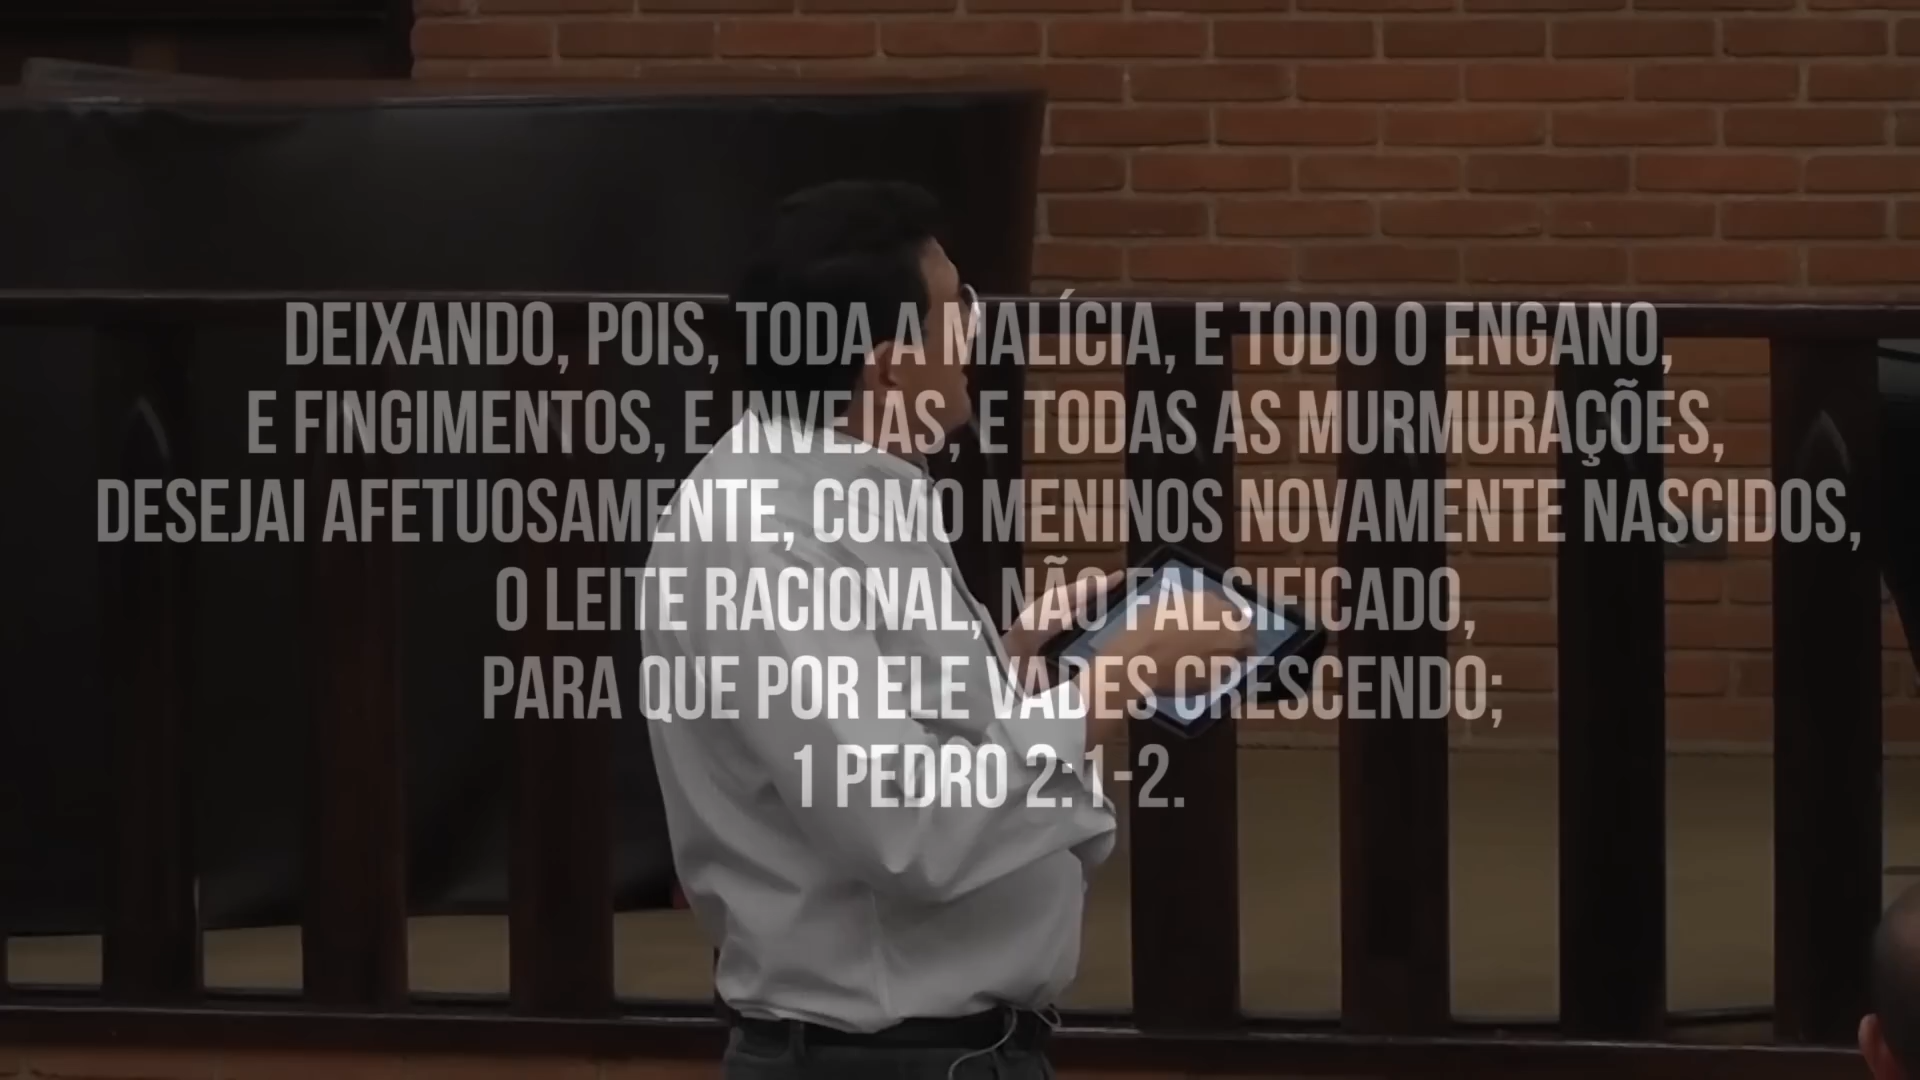 DEIXANDO, POIS, TODA A MALÍCIA, E TODO O ENGANO,
E FINGIMENTOS, E INVEJAS, E TODAS AS MURMURAÇÕES,
DESEJAI AFETUOSAMENTE, COMO MENINOS NOVAMENTE NASCIDOS,
O LEITE RACIONAL, NÃO FALSIFICADO,
PARA QUE POR ELE VADES CRESCENDO;
1 PEDRO 2:1-2.